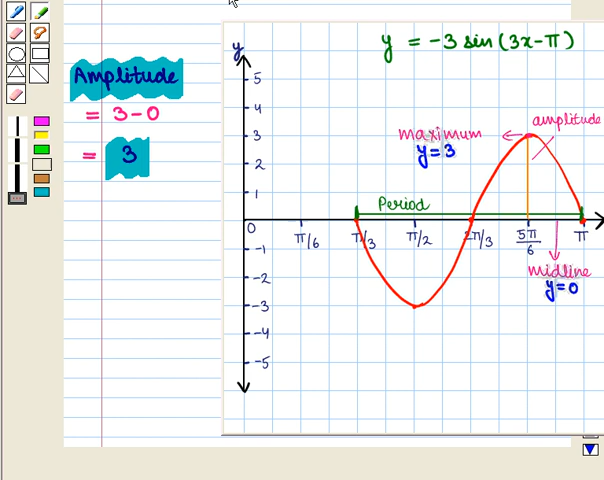 y = -3 sin(3x-π)
Amplitude
= 3-0
= 3
y
5
4
3
2
1
0
-1
-2
-3
-4
-5
maximum
y=3
amplitude
Period
π/6
π/3
π/2
2π/3
5π
6
π
midline
y=0